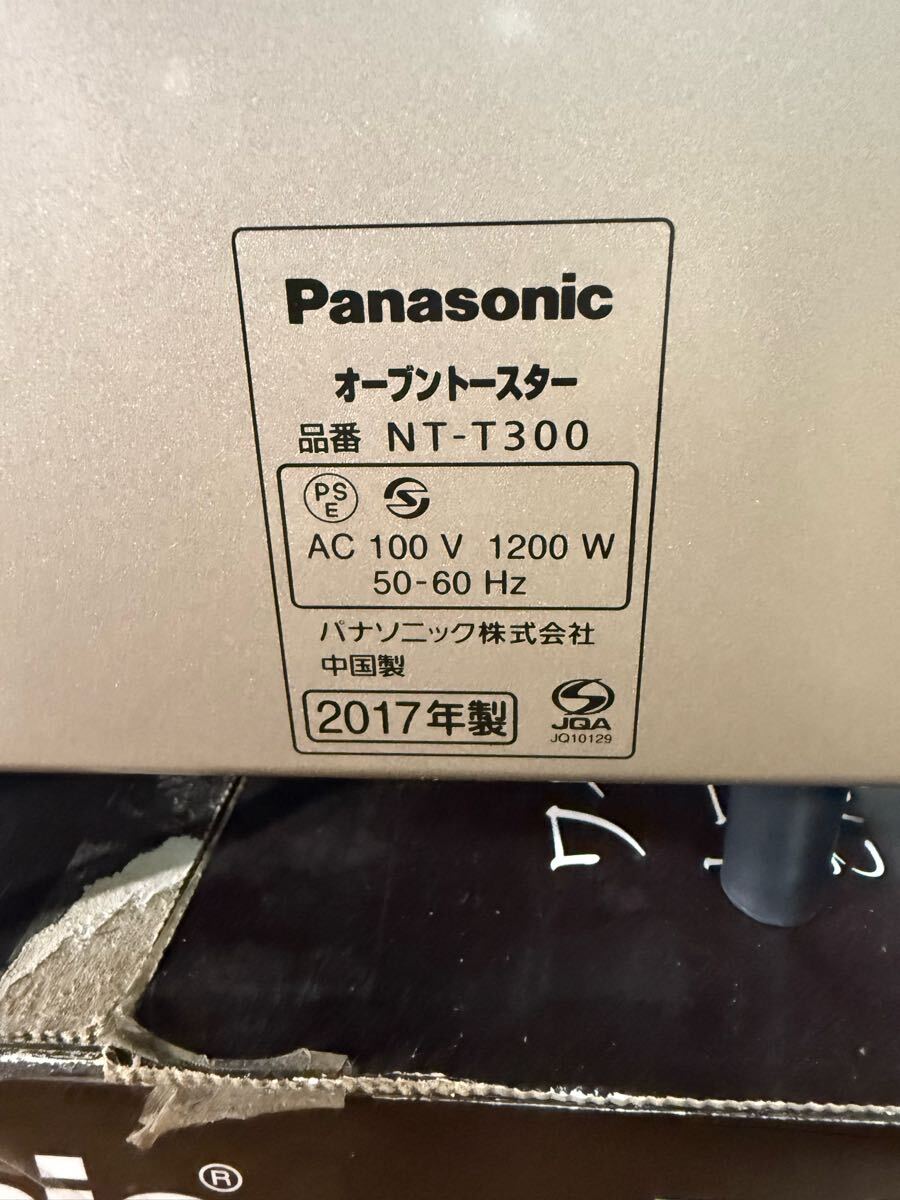 Panasonic
オーブントースター
品番 NT-T300
PS
E
AC 100 V 1200 W
50-60 Hz
パナソニック株式会社
中国製
2017年製
JQA
JQ10129
®